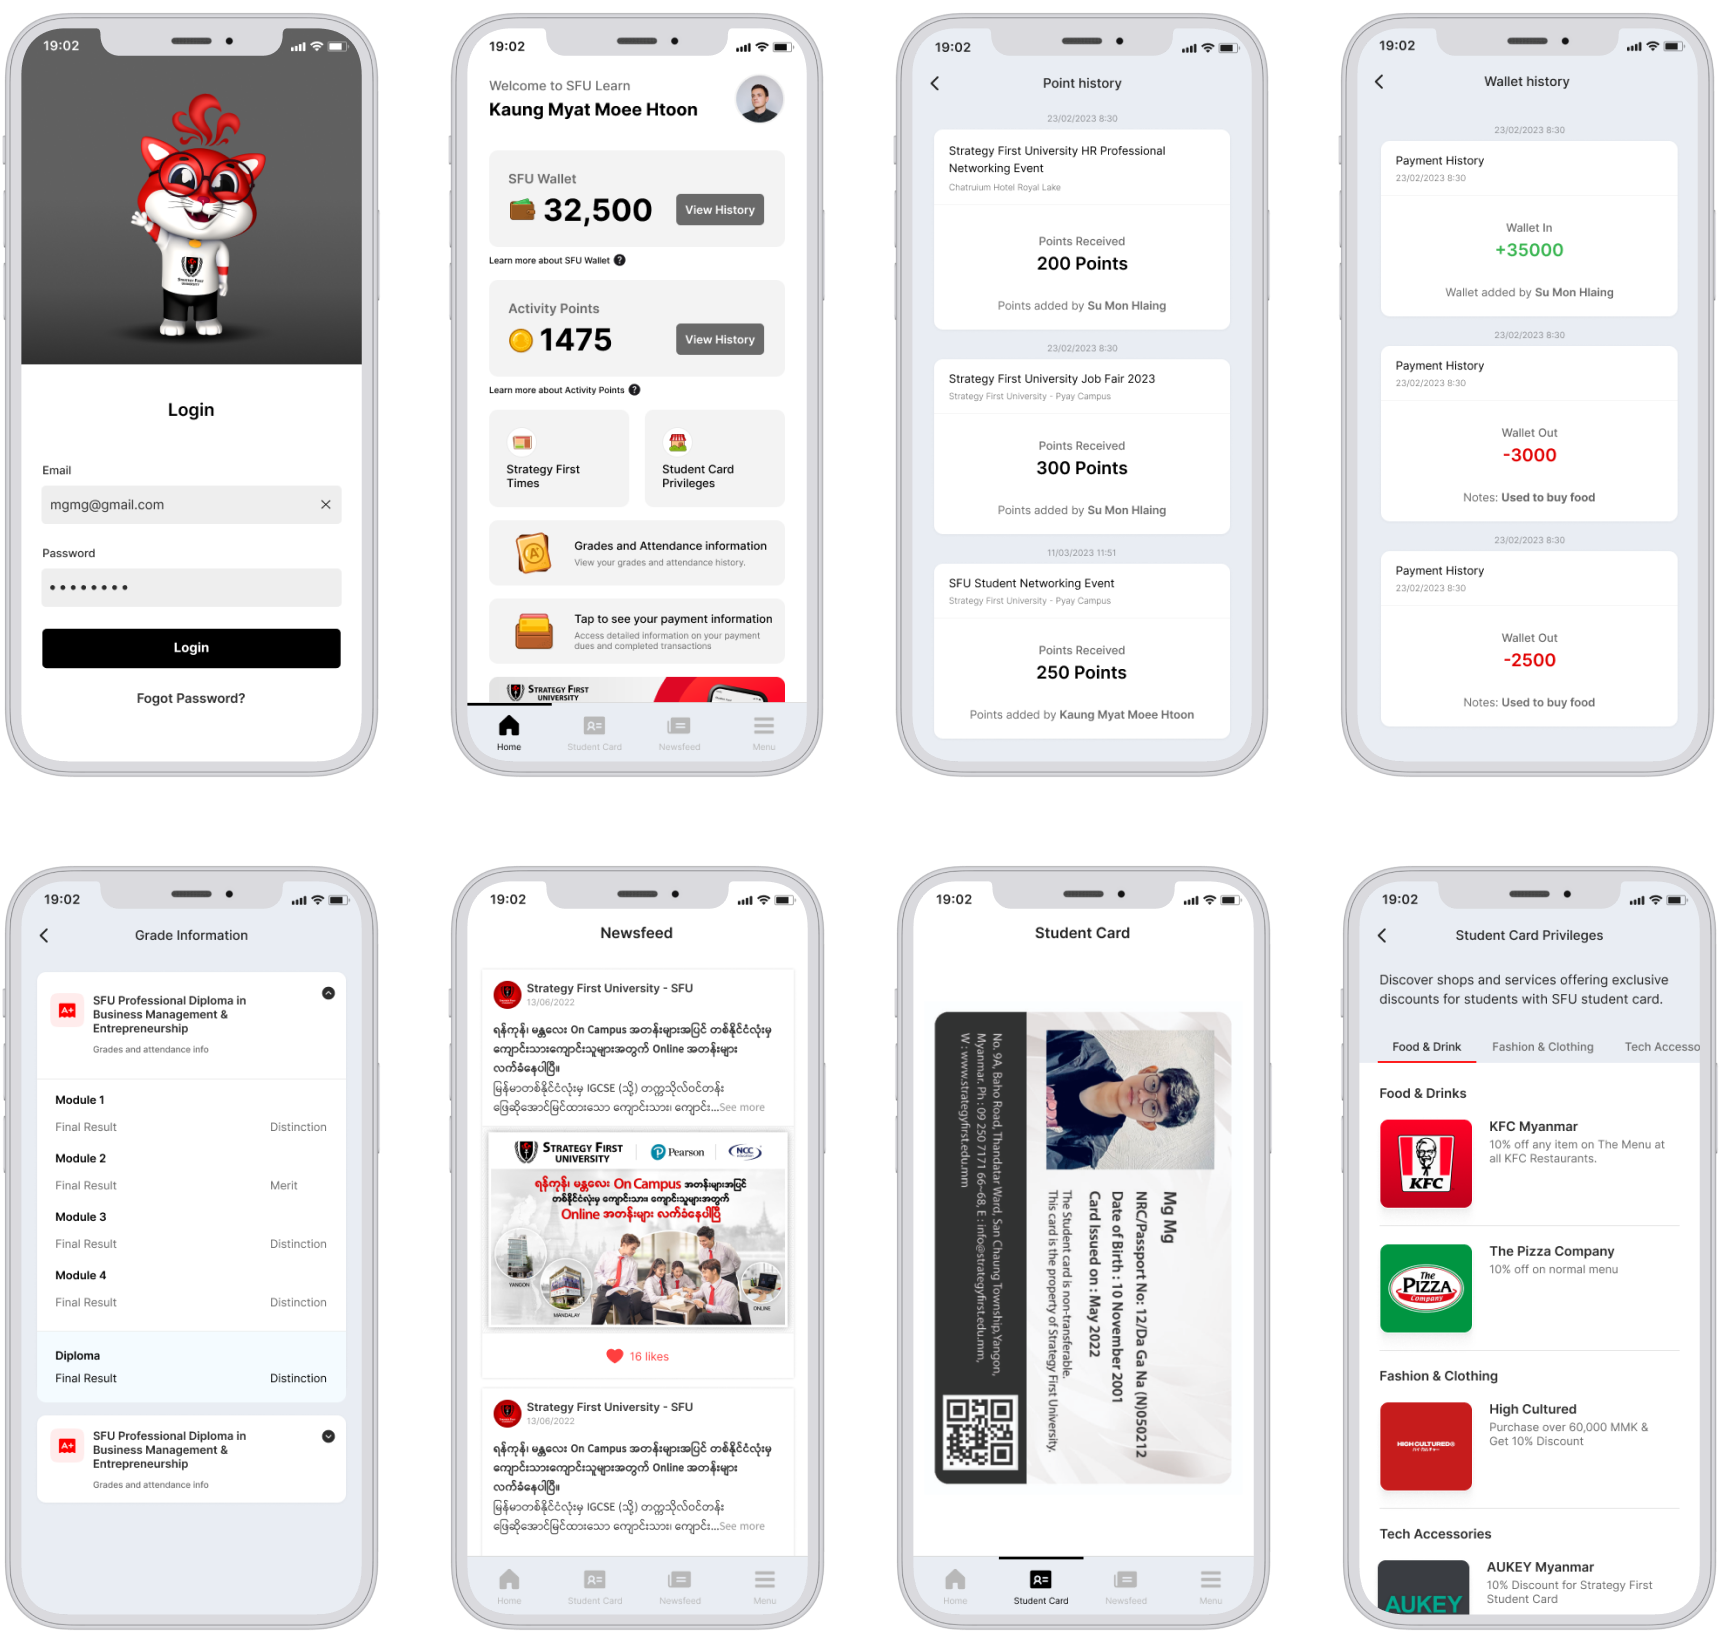 19:02
STRATEGY FIRST
UNIVERSITY
Login
Email
mgmg@gmail.com
Password
Login
Fogot Password?
19:02
Welcome to SFU Learn
Kaung Myat Moee Htoon
SFU Wallet
32,500
View History
Learn more about SFU Wallet ?
Activity Points
1475
View History
Learn more about Activity Points ?
Strategy First
Times
Student Card
Privileges
Grades and Attendance information
View your grades and attendance history.
Tap to see your payment information
Access detailed information on your payment
dues and completed transactions
STRATEGY FIRST
UNIVERSITY
Home
Student Card
Newsfeed
Menu
19:02
Point history
23/02/2023 8:30
Strategy First University HR Professional
Networking Event
Chatruium Hotel Royal Lake
Points Received
200 Points
Points added by Su Mon Hlaing
23/02/2023 8:30
Strategy First University Job Fair 2023
Strategy First University - Pyay Campus
Points Received
300 Points
Points added by Su Mon Hlaing
11/03/2023 11:51
SFU Student Networking Event
Strategy First University - Pyay Campus
Points Received
250 Points
Points added by Kaung Myat Moee Htoon
19:02
Wallet history
23/02/2023 8:30
Payment History
23/02/2023 8:30
Wallet In
+35000
Wallet added by Su Mon Hlaing
23/02/2023 8:30
Payment History
23/02/2023 8:30
Wallet Out
-3000
Notes: Used to buy food
23/02/2023 8:30
Payment History
23/02/2023 8:30
Wallet Out
-2500
Notes: Used to buy food
19:02
Grade Information
A+
SFU Professional Diploma in
Business Management &
Entrepreneurship
Grades and attendance info
Module 1
Final Result Distinction
Module 2
Final Result Merit
Module 3
Final Result Distinction
Module 4
Final Result Distinction
Diploma
Final Result Distinction
A+
SFU Professional Diploma in
Business Management &
Entrepreneurship
Grades and attendance info
19:02
Newsfeed
Strategy First University - SFU
13/06/2022
ရန်ကုန်၊ မန္တလေး On Campus အတန်းများအပြင် တစ်နိုင်ငံလုံးမှ
ကျောင်းသားကျောင်းသူများအတွက် Online အတန်းများ
လက်ခံနေပါပြီ။
မြန်မာတစ်နိုင်ငံလုံးမှ IGCSE (သို့) တက္ကသိုလ်ဝင်တန်း
ဖြေဆိုအောင်မြင်ထားသော ကျောင်းသား၊ ကျောင်း...See more
STRATEGY FIRST
UNIVERSITY
Pearson
NCC
ရန်ကုန်၊ မန္တလေး On Campus အတန်းများအပြင်
တစ်နိုင်ငံလုံးမှ ကျောင်းသား၊ ကျောင်းသူများအတွက်
Online အတန်းများ လက်ခံနေပါပြီ
YANGON
MANDALAY
ONLINE
16 likes
Strategy First University - SFU
13/06/2022
ရန်ကုန်၊ မန္တလေး On Campus အတန်းများအပြင် တစ်နိုင်ငံလုံးမှ
ကျောင်းသားကျောင်းသူများအတွက် Online အတန်းများ
လက်ခံနေပါပြီ။
မြန်မာတစ်နိုင်ငံလုံးမှ IGCSE (သို့) တက္ကသိုလ်ဝင်တန်း
ဖြေဆိုအောင်မြင်ထားသော ကျောင်းသား၊ ကျောင်း...See more
Home
Student Card
Newsfeed
Menu
19:02
Student Card
Mg Mg
NRC/Passport No: 12/Da Ga Na (N)050212
Date of Birth : 10 November 2001
Card Issued on : May 2022
The Student card is non-transferable.
This card is the property of Strategy First University.
No. 9A, Baho Road, Thandatar Ward, San Chaung Township,Yangon,
Myanmar. Ph : 09 250 7171 66~68, E : info@strategyfirst.edu.mm,
W : www.strategyfirst.edu.mm
Home
Student Card
Newsfeed
Menu
19:02
Student Card Privileges
Discover shops and services offering exclusive
discounts for students with SFU student card.
Food & Drink
Fashion & Clothing
Tech Accesso
Food & Drinks
KFC
KFC Myanmar
10% off any item on The Menu at
all KFC Restaurants.
The
PIZZA
Company
The Pizza Company
10% off on normal menu
Fashion & Clothing
HIGH CULTURED®
High Cultured
Purchase over 60,000 MMK &
Get 10% Discount
Tech Accessories
AUKEY
AUKEY Myanmar
10% Discount for Strategy First
Student Card